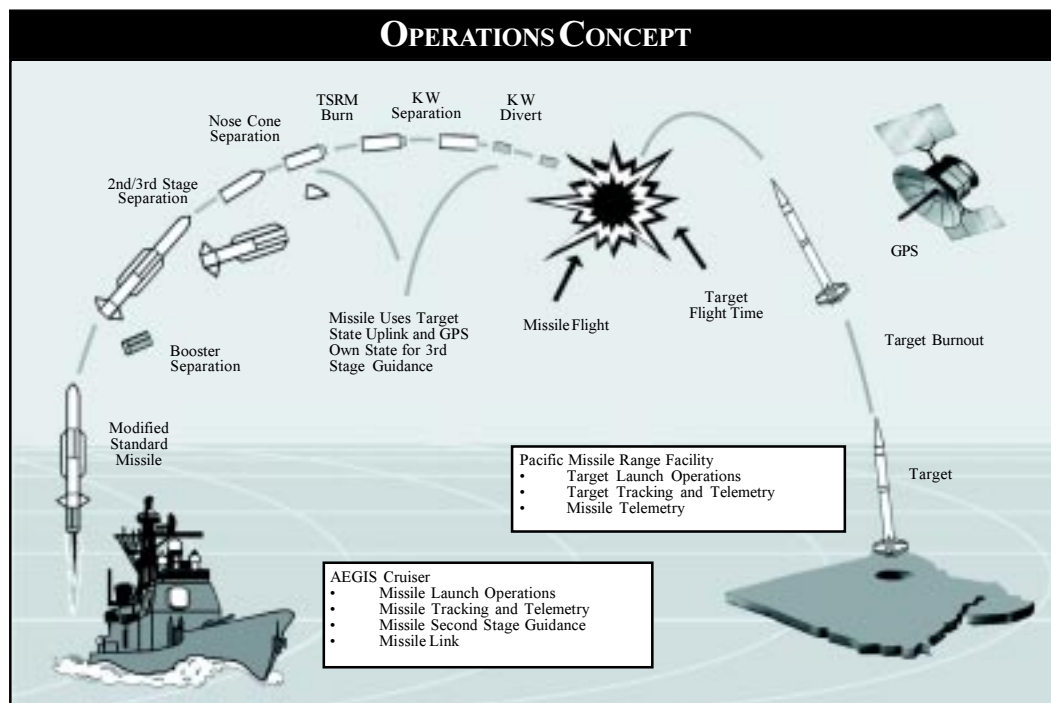 OPERATIONS CONCEPT
TSRM
Burn
KW
Separation
KW
Divert
Nose Cone
Separation
2nd/3rd Stage
Separation
GPS
Missile Uses Target
State Uplink and GPS
Own State for 3rd
Stage Guidance
Missile Flight
Target
Flight Time
Target Burnout
Booster
Separation
Modified
Standard
Missile
Pacific Missile Range Facility
• Target Launch Operations
• Target Tracking and Telemetry
• Missile Telemetry
Target
AEGIS Cruiser
• Missile Launch Operations
• Missile Tracking and Telemetry
• Missile Second Stage Guidance
• Missile Link